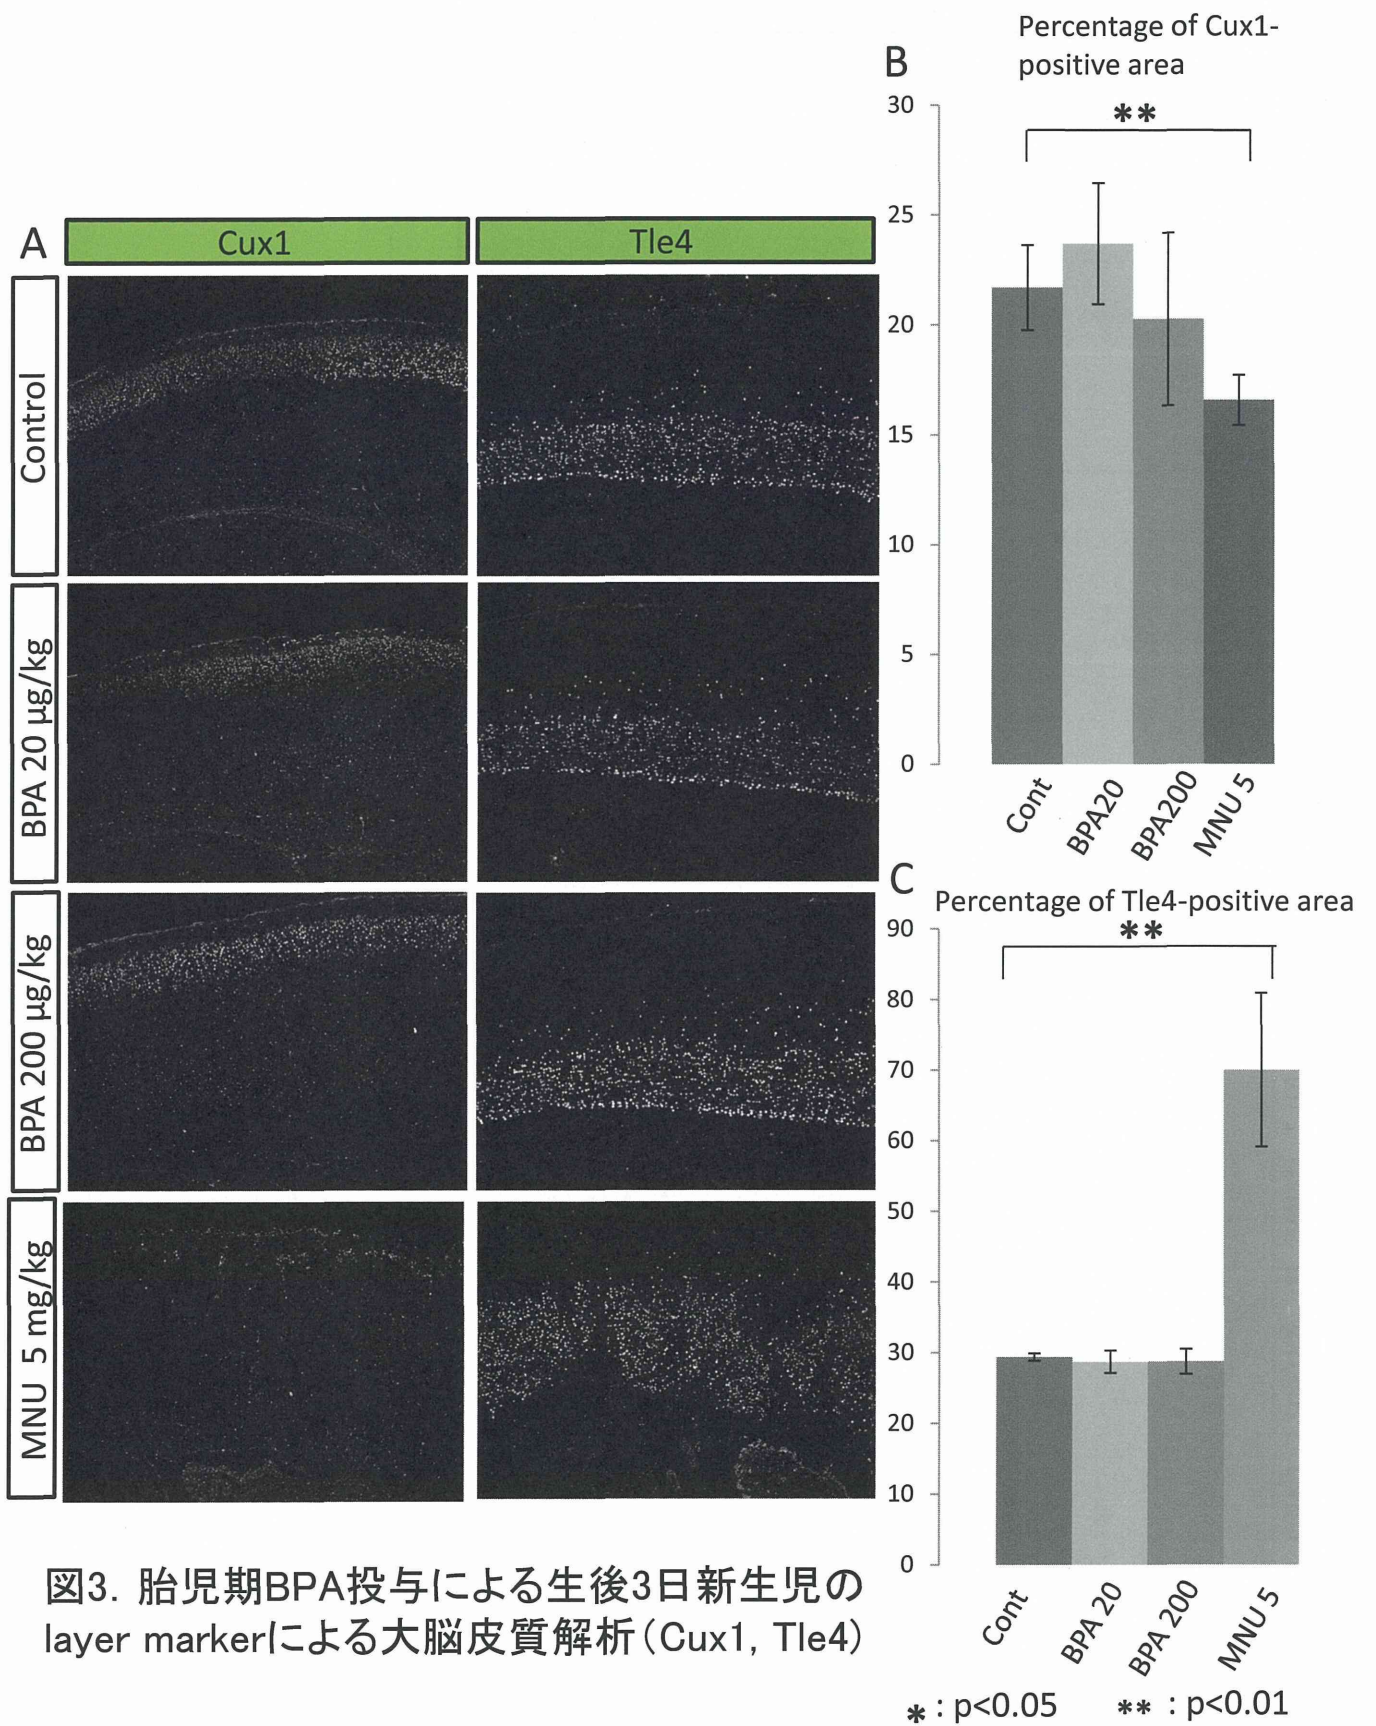 A
Cux1
Tle4
Control
BPA 20 µg/kg
BPA 200 µg/kg
MNU 5 mg/kg
B
Percentage of Cux1-
positive area
**
30
25
20
15
10
5
0
Cont
BPA20
BPA200
MNU 5
C
Percentage of Tle4-positive area
**
90
80
70
60
50
40
30
20
10
0
Cont
BPA 20
BPA 200
MNU 5
* : p<0.05 ** : p<0.01
図3. 胎児期BPA投与による生後3日新生児の
layer markerによる大脳皮質解析(Cux1, Tle4)